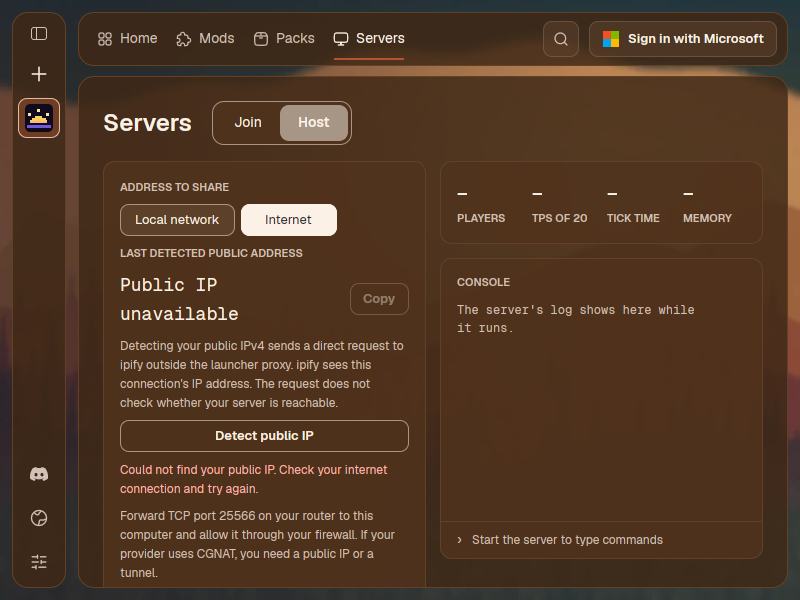 Home
Mods
Packs
Servers
Sign in with Microsoft
Servers
Join
Host
ADDRESS TO SHARE
Local network
Internet
LAST DETECTED PUBLIC ADDRESS
Public IP
unavailable
Copy
Detecting your public IPv4 sends a direct request to
ipify outside the launcher proxy. ipify sees this
connection's IP address. The request does not
check whether your server is reachable.
Detect public IP
Could not find your public IP. Check your internet
connection and try again.
Forward TCP port 25566 on your router to this
computer and allow it through your firewall. If your
provider uses CGNAT, you need a public IP or a
tunnel.
– – – –
PLAYERS
TPS OF 20
TICK TIME
MEMORY
CONSOLE
The server's log shows here while
it runs.
› Start the server to type commands